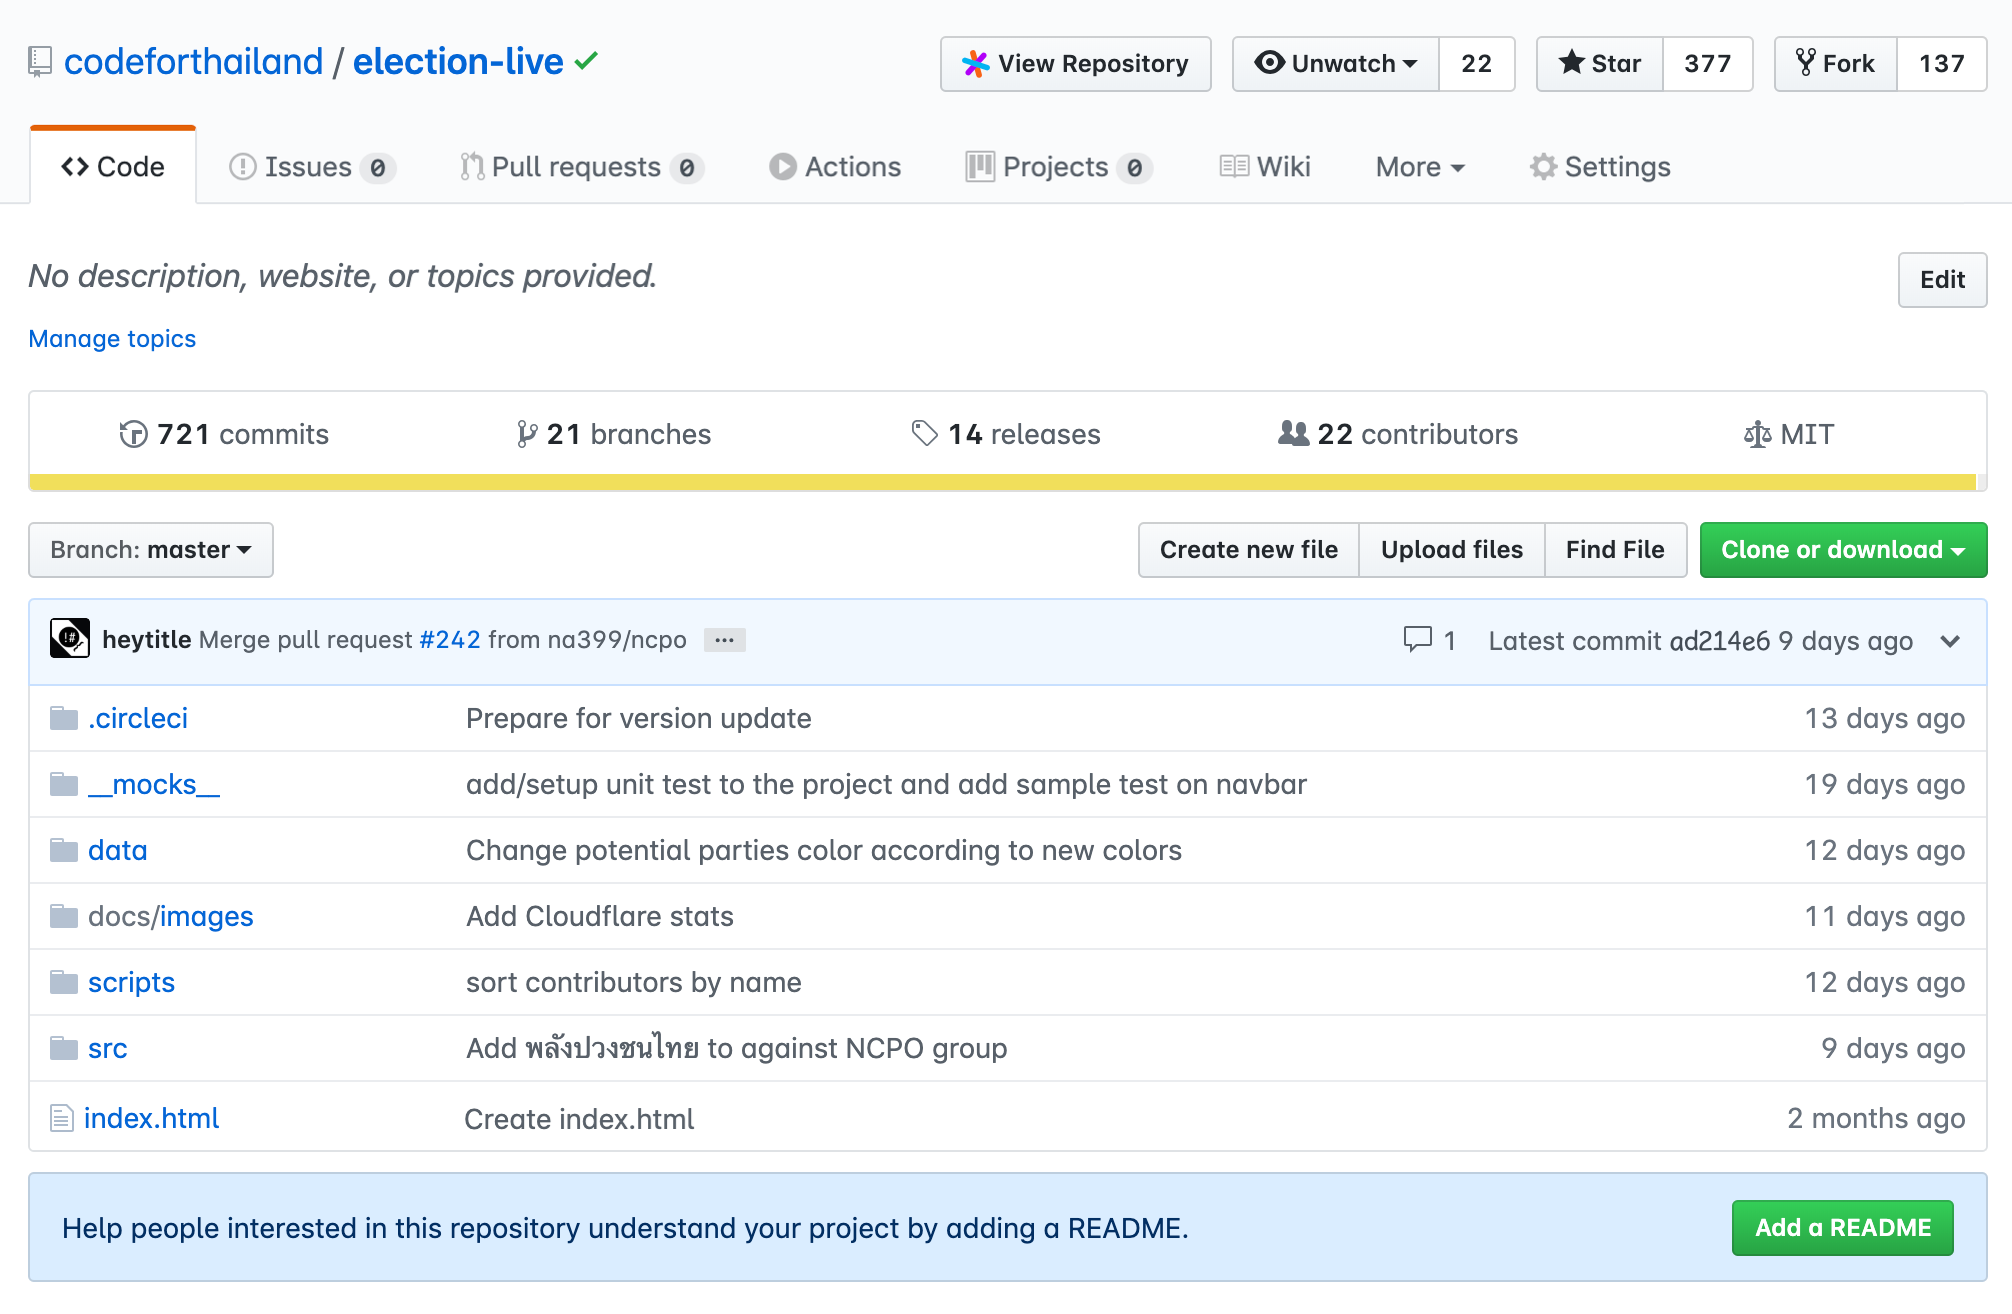 codeforthailand / election-live
View Repository Unwatch 22 Star 377 Fork 137
Code Issues 0 Pull requests 0 Actions Projects 0 Wiki More Settings
No description, website, or topics provided.
Edit
Manage topics
721 commits 21 branches 14 releases 22 contributors MIT
Branch: master Create new file Upload files Find File Clone or download
heytitle Merge pull request #242 from na399/ncpo ... 1 Latest commit ad214e6 9 days ago
.circleci Prepare for version update 13 days ago
__mocks__ add/setup unit test to the project and add sample test on navbar 19 days ago
data Change potential parties color according to new colors 12 days ago
docs/images Add Cloudflare stats 11 days ago
scripts sort contributors by name 12 days ago
src Add พลังปวงชนไทย to against NCPO group 9 days ago
index.html Create index.html 2 months ago
Help people interested in this repository understand your project by adding a README. Add a README